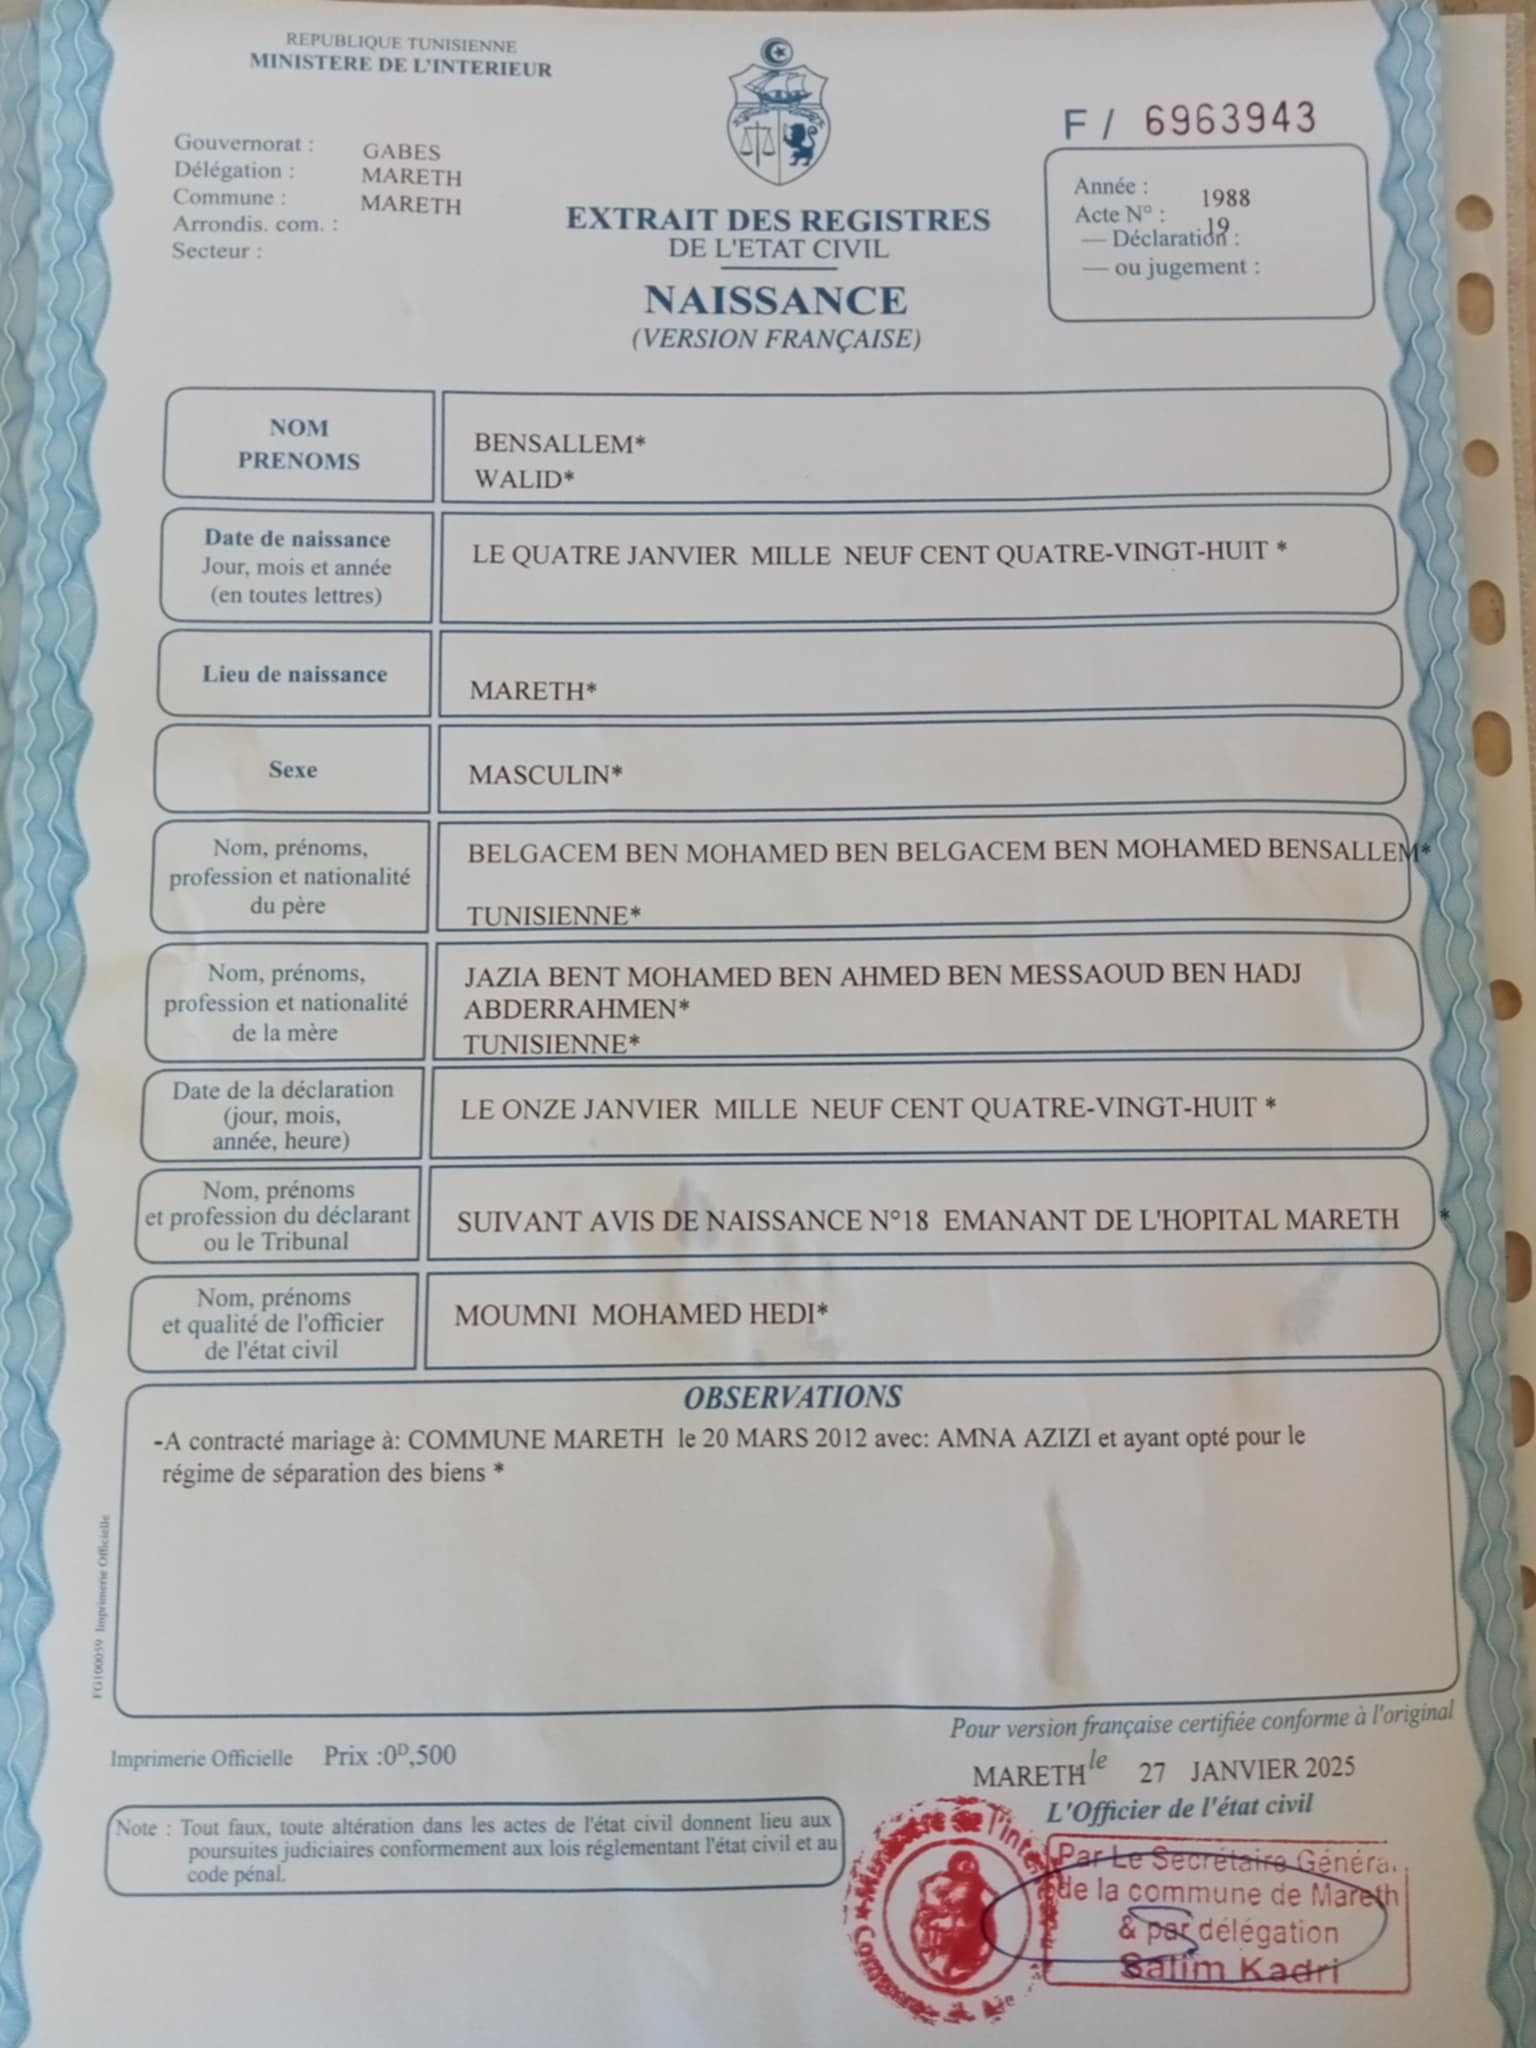 REPUBLIQUE TUNISIENNE
MINISTERE DE L'INTERIEUR
Gouvernorat : GABES
Délégation : MARETH
Commune : MARETH
Arrondis. com. :
Secteur :
EXTRAIT DES REGISTRES
DE L'ETAT CIVIL
NAISSANCE
(VERSION FRANÇAISE)
F / 6963943
Année : 1988
Acte N° : 19
— Déclaration :
— ou jugement :
NOM
PRENOMS
BENSALLEM*
WALID*
Date de naissance
Jour, mois et année
(en toutes lettres)
LE QUATRE JANVIER MILLE NEUF CENT QUATRE-VINGT-HUIT *
Lieu de naissance
MARETH*
Sexe
MASCULIN*
Nom, prénoms,
profession et nationalité
du père
BELGACEM BEN MOHAMED BEN BELGACEM BEN MOHAMED BENSALLEM*
TUNISIENNE*
Nom, prénoms,
profession et nationalité
de la mère
JAZIA BENT MOHAMED BEN AHMED BEN MESSAOUD BEN HADJ
ABDERRAHMEN*
TUNISIENNE*
Date de la déclaration
(jour, mois,
année, heure)
LE ONZE JANVIER MILLE NEUF CENT QUATRE-VINGT-HUIT *
Nom, prénoms
et profession du déclarant
ou le Tribunal
SUIVANT AVIS DE NAISSANCE N°18 EMANANT DE L'HOPITAL MARETH *
Nom, prénoms
et qualité de l'officier
de l'état civil
MOUMNI MOHAMED HEDI*
OBSERVATIONS
-A contracté mariage à: COMMUNE MARETH le 20 MARS 2012 avec: AMNA AZIZI et ayant opté pour le
régime de séparation des biens *
FG100059 Imprimerie Officielle
Pour version française certifiée conforme à l'original
Imprimerie Officielle Prix :0D,500
MARETH le 27 JANVIER 2025
L'Officier de l'état civil
Note : Tout faux, toute altération dans les actes de l'état civil donnent lieu aux
poursuites judiciaires conformement aux lois réglementant l'état civil et au
code pénal.
Par Le Secrétaire Général
de la commune de Mareth
& par délégation
Salim Kadri